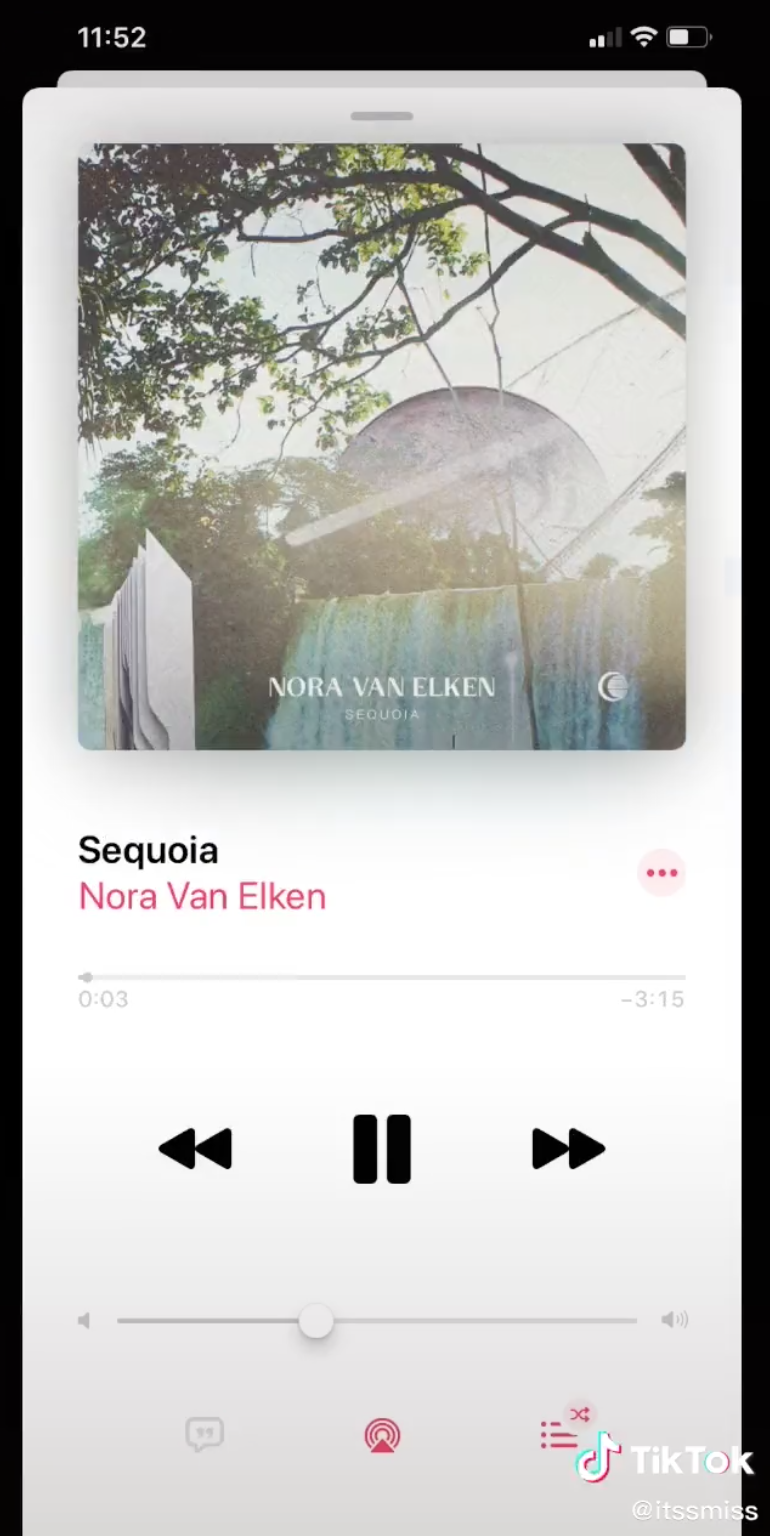 11:52
NORA VAN ELKEN
SEQUOIA
Sequoia
Nora Van Elken
0:03
-3:15
TikTok
@itssmiss